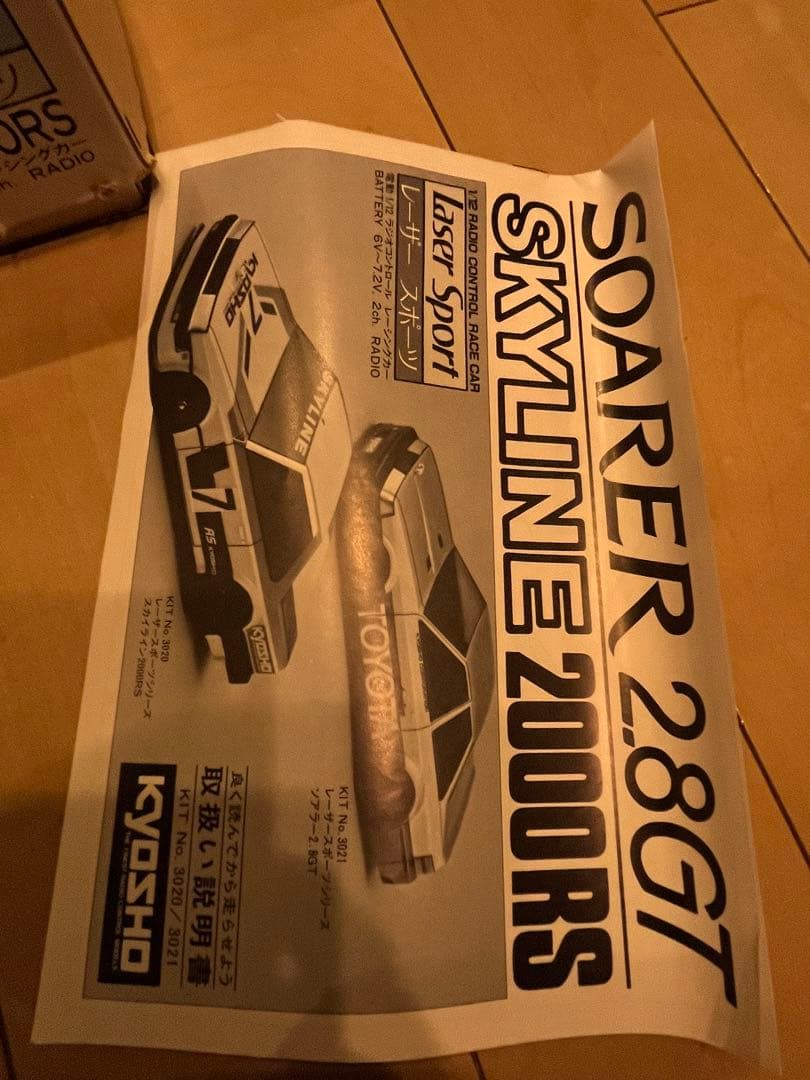 SOARER 2.8GT
SKYLINE 2000RS
1/12 RADIO CONTROL RACE CAR
Laser Sport
レーザー スポーツ
電動 1/12 ラジオコントロール レーシングカー
BATTERY 6V〜7.2V. 2ch. RADIO
TOYOTA
KYOSHO
7
SKYLINE
7
AS KYOSHO
KYOSHO
KIT No. 3021
レーザースポーツシリーズ
ソアラー2.8GT
KIT No. 3020
レーザースポーツシリーズ
スカイライン2000RS
良く読んでから走らせよう
取扱い説明書
KIT No. 3020/3021
KYOSHO
ORS
シングカー
h. RADIO